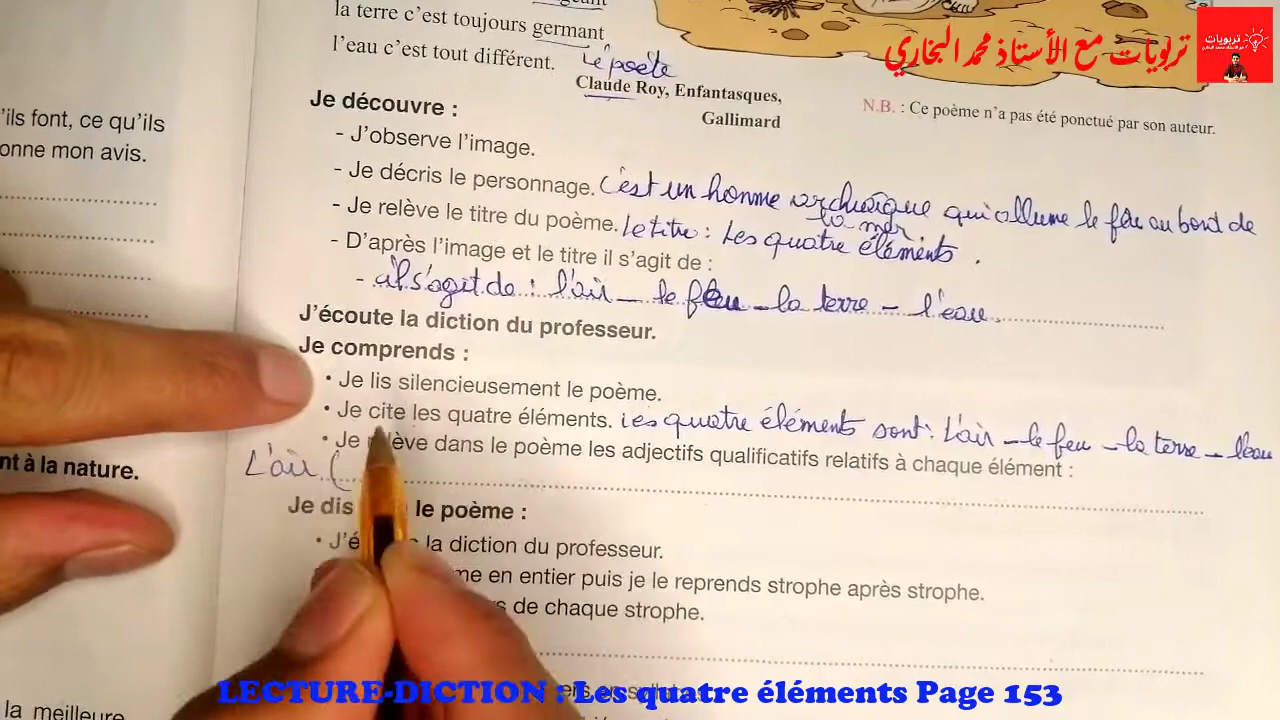 la terre c'est toujours germant
l'eau c'est tout différent.
Le poète
Claude Roy, Enfantasques,
Gallimard
تربويات مع الأستاذ محمد البخاري
تربويات
N.B. : Ce poème n'a pas été ponctué par son auteur.
'ils font, ce qu'ils
onne mon avis.
nt à la nature.
la meilleure
Je découvre :
- J'observe l'image.
- Je décris le personnage. c'est un homme archaïque qui allume le feu au bord de
la mer.
- Je relève le titre du poème. le titre : Les quatre éléments.
- D'après l'image et le titre il s'agit de :
- il s'agit de : l'air - le feu - la terre - l'eau.
J'écoute la diction du professeur.
Je comprends :
• Je lis silencieusement le poème.
• Je cite les quatre éléments. les quatre éléments sont : L'air - le feu - la terre - l'eau
• Je relève dans le poème les adjectifs qualificatifs relatifs à chaque élément :
L'air (
Je dis le poème :
• J'é la diction du professeur.
me en entier puis je le reprends strophe après strophe.
s de chaque strophe.
LECTURE-DICTION : Les quatre éléments Page 153